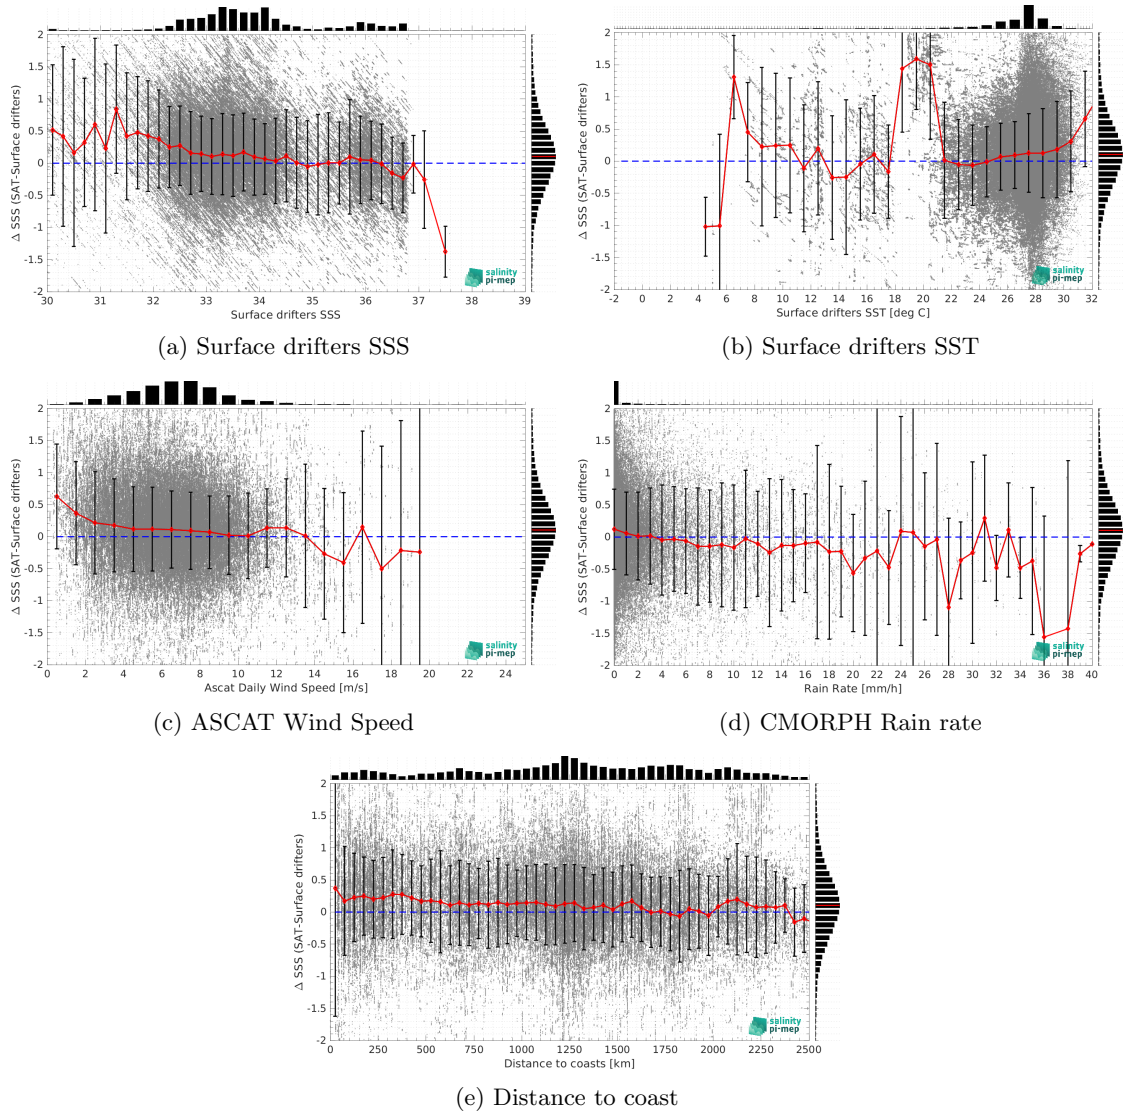 2
1.5
1
0.5
0
-0.5
-1
-1.5
-2
Δ SSS (SAT-Surface drifters)
30 31 32 33 34 35 36 37 38 39
Surface drifters SSS
salinity
pi-mep
(a) Surface drifters SSS
2
1.5
1
0.5
0
-0.5
-1
-1.5
-2
Δ SSS (SAT-Surface drifters)
-2 0 2 4 6 8 10 12 14 16 18 20 22 24 26 28 30 32
Surface drifters SST [deg C]
salinity
pi-mep
(b) Surface drifters SST
2
1.5
1
0.5
0
-0.5
-1
-1.5
-2
Δ SSS (SAT-Surface drifters)
0 2 4 6 8 10 12 14 16 18 20 22 24
Ascat Daily Wind Speed [m/s]
salinity
pi-mep
(c) ASCAT Wind Speed
2
1.5
1
0.5
0
-0.5
-1
-1.5
-2
Δ SSS (SAT-Surface drifters)
0 2 4 6 8 10 12 14 16 18 20 22 24 26 28 30 32 34 36 38 40
Rain Rate [mm/h]
salinity
pi-mep
(d) CMORPH Rain rate
2
1.5
1
0.5
0
-0.5
-1
-1.5
-2
Δ SSS (SAT-Surface drifters)
0 250 500 750 1000 1250 1500 1750 2000 2250 2500
Distance to coasts [km]
salinity
pi-mep
(e) Distance to coast